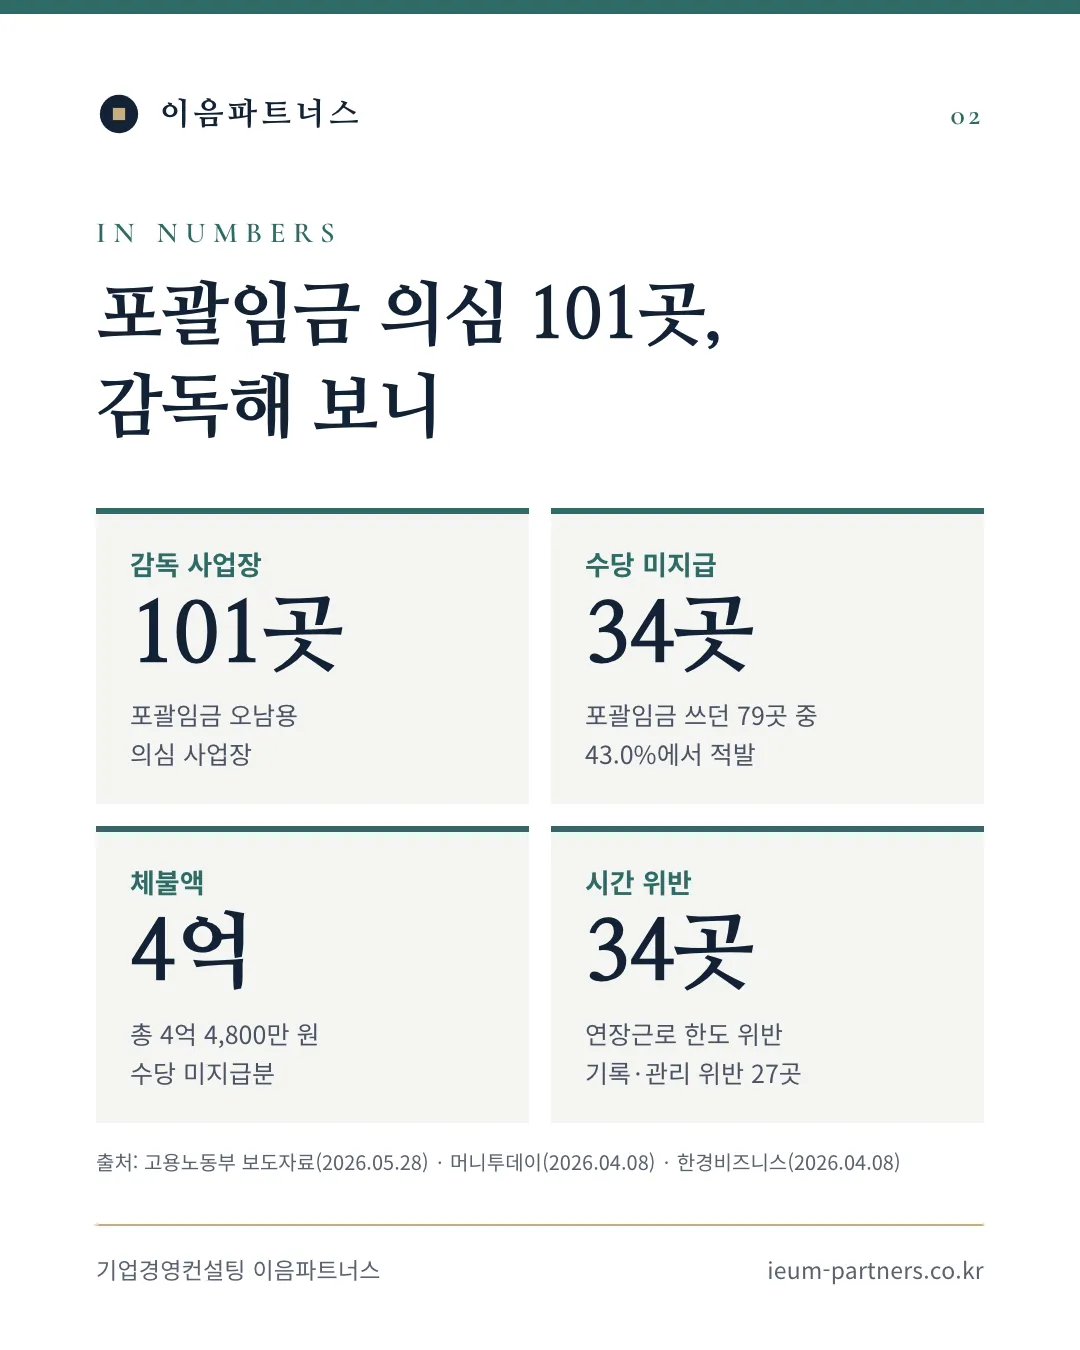 이음파트너스
02
IN NUMBERS
포괄임금 의심 101곳,
감독해 보니
감독 사업장
101곳
포괄임금 오남용
의심 사업장
수당 미지급
34곳
포괄임금 쓰던 79곳 중
43.0%에서 적발
체불액
4억
총 4억 4,800만 원
수당 미지급분
시간 위반
34곳
연장근로 한도 위반
기록·관리 위반 27곳
출처: 고용노동부 보도자료(2026.05.28) · 머니투데이(2026.04.08) · 한경비즈니스(2026.04.08)
기업경영컨설팅 이음파트너스
ieum-partners.co.kr